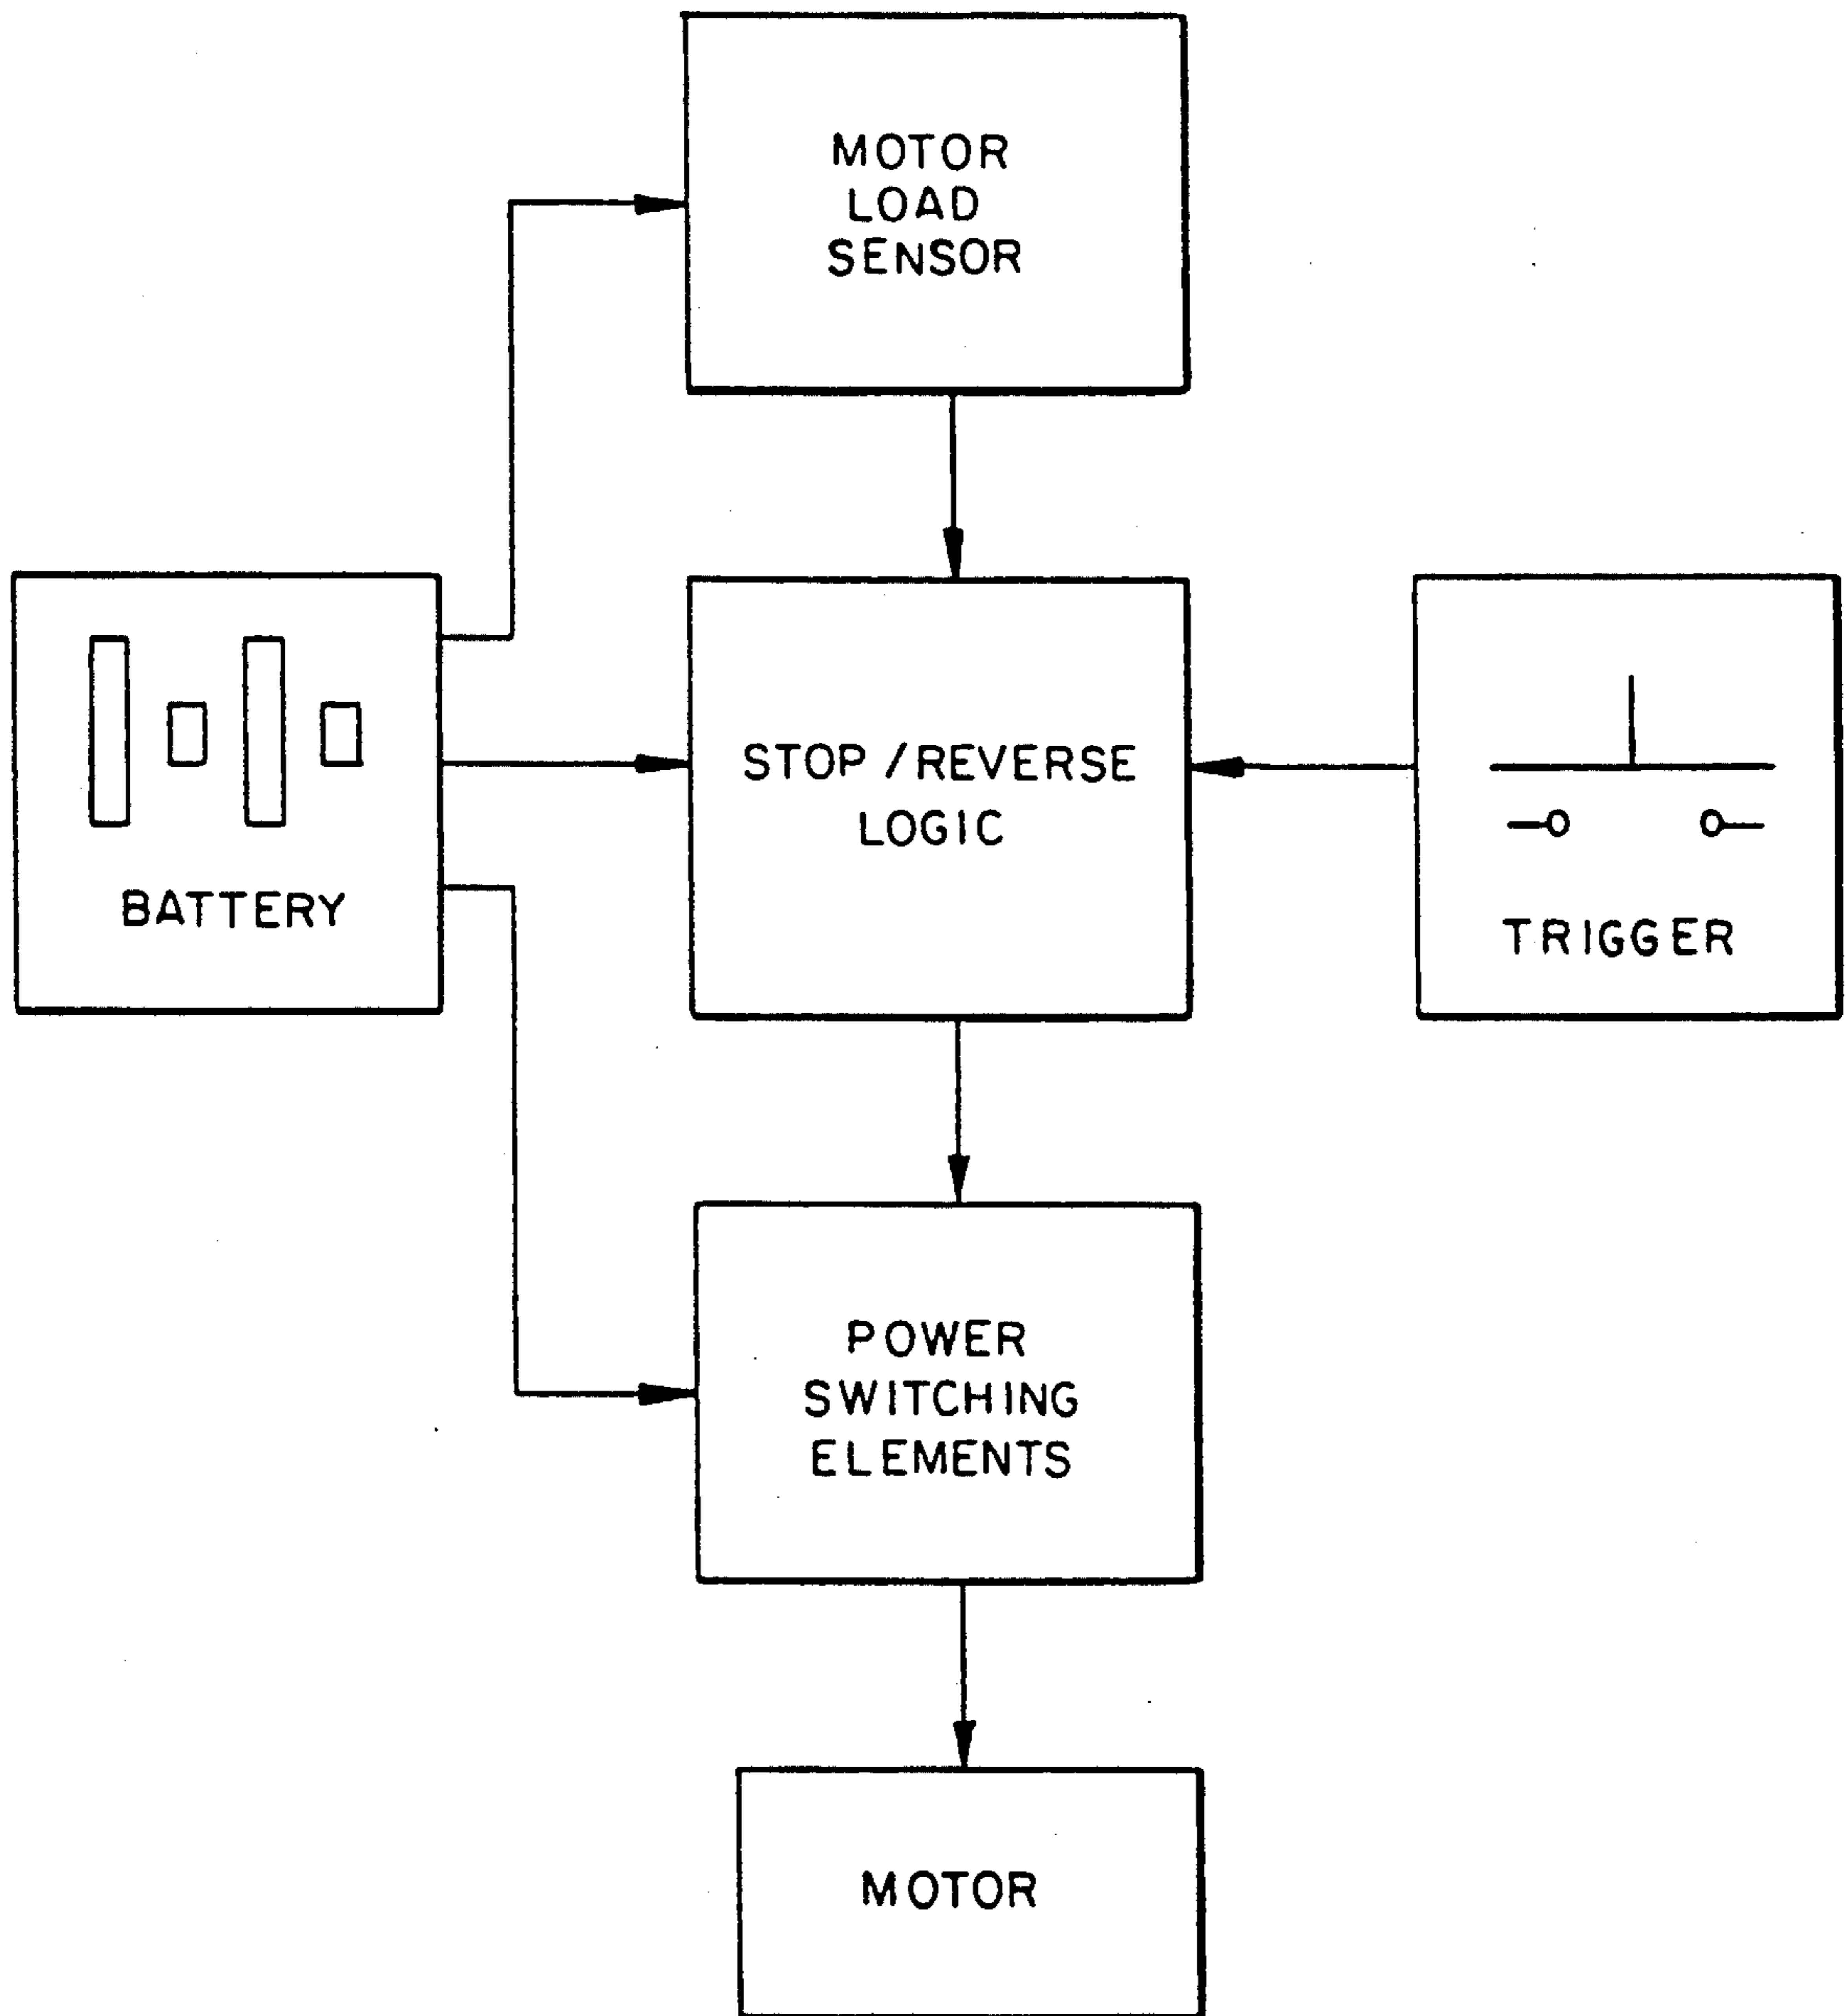 MOTOR
LOAD
SENSOR
BATTERY
STOP / REVERSE
LOGIC
TRIGGER
POWER
SWITCHING
ELEMENTS
MOTOR